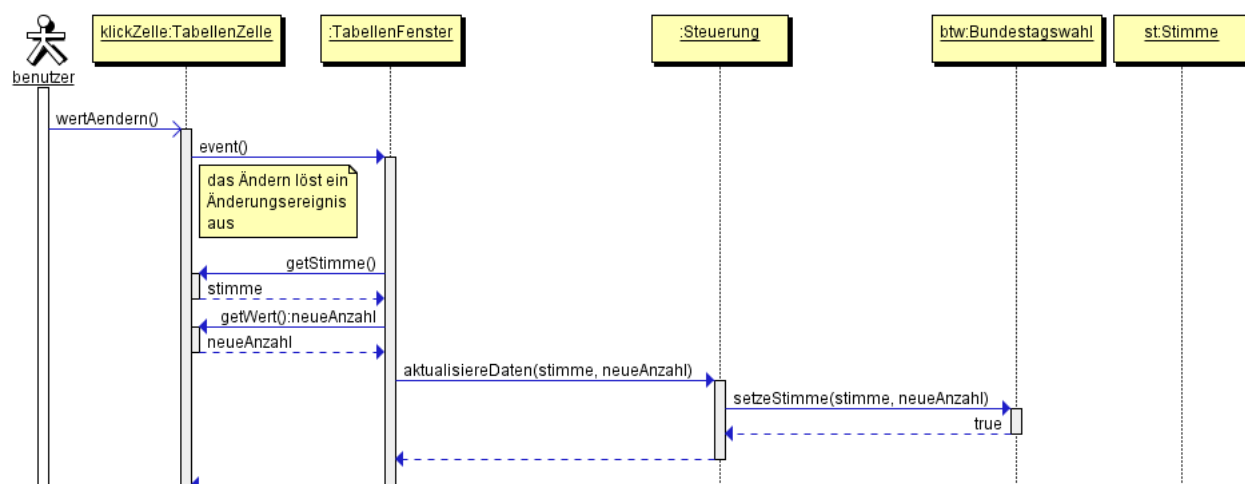 klickZelle:TabellenZelle
:TabellenFenster
:Steuerung
btw:Bundestagswahl
st:Stimme
benutzer
wertAendern()
event()
das Ändern löst ein
Änderungsereignis
aus
getStimme()
stimme
getWert():neueAnzahl
neueAnzahl
aktualisiereDaten(stimme, neueAnzahl)
setzeStimme(stimme, neueAnzahl)
true